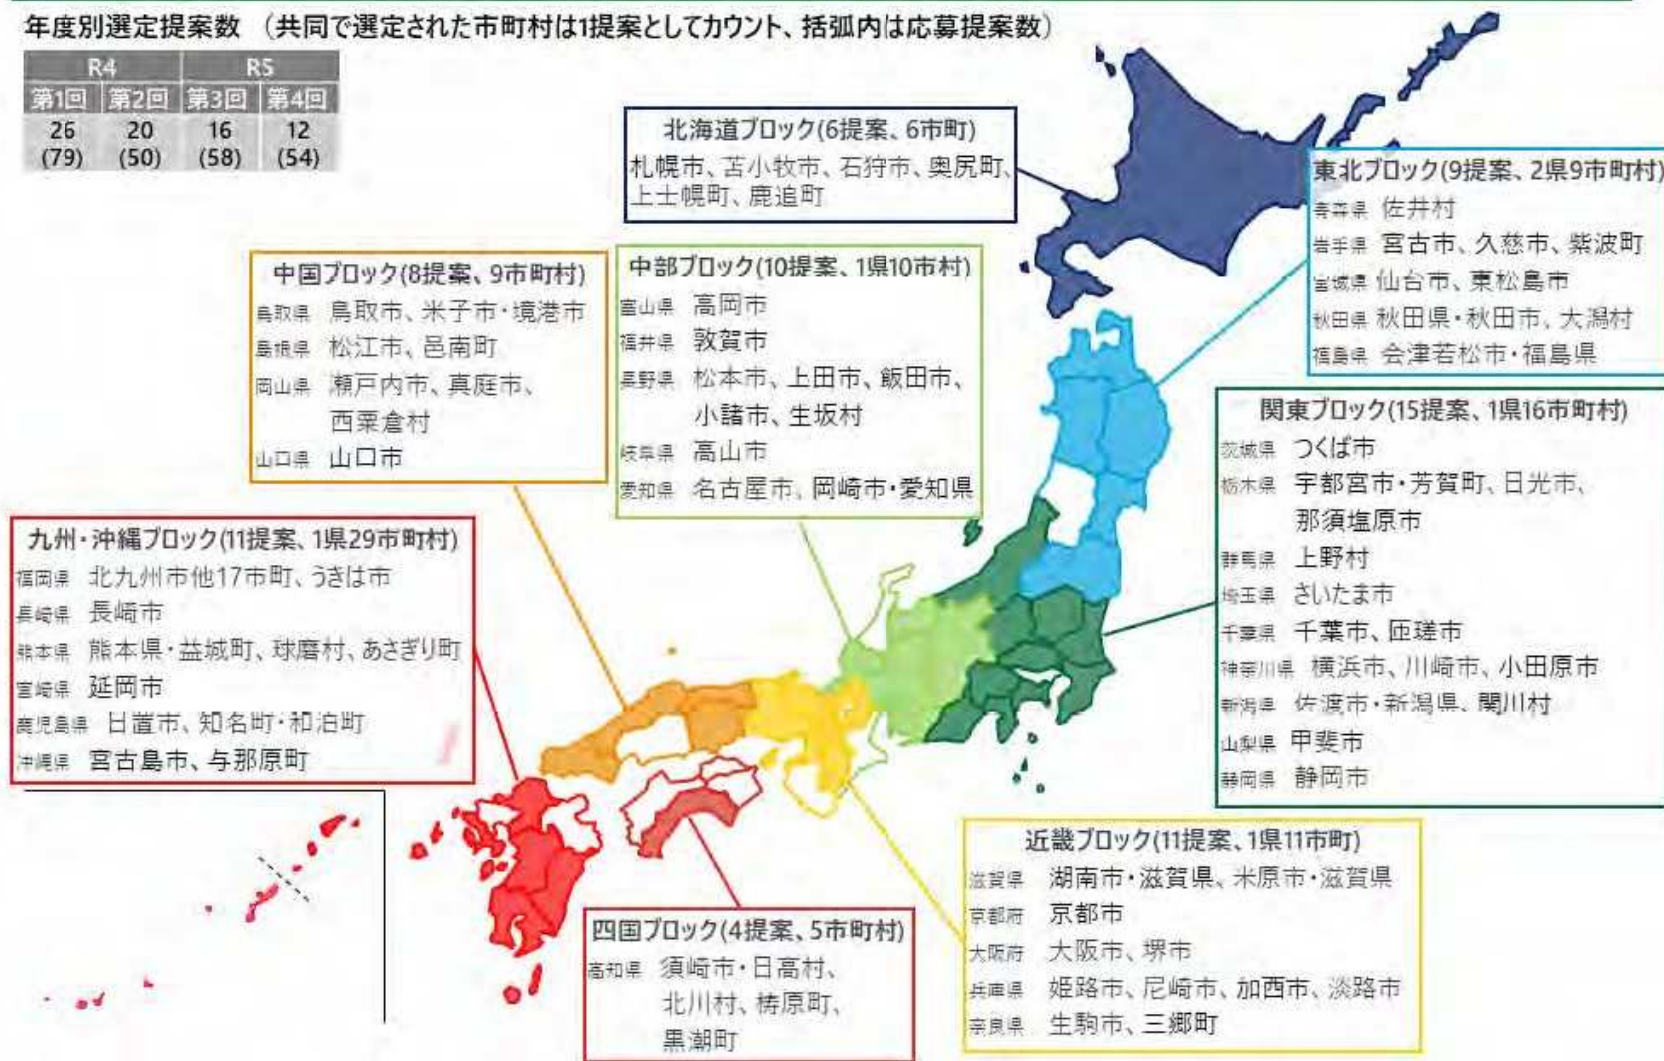 年度別選定提案数 （共同で選定された市町村は1提案としてカウント、括弧内は応募提案数）
R4 R5
第1回 第2回 第3回 第4回
26 20 16 12
(79) (50) (58) (54)
北海道ブロック(6提案、6市町)
札幌市、苫小牧市、石狩市、奥尻町、
上士幌町、鹿追町
東北ブロック(9提案、2県9市町村)
青森県 佐井村
岩手県 宮古市、久慈市、紫波町
宮城県 仙台市、東松島市
秋田県 秋田県・秋田市、大潟村
福島県 会津若松市・福島県
中国ブロック(8提案、9市町村)
鳥取県 鳥取市、米子市・境港市
島根県 松江市、邑南町
岡山県 瀬戸内市、真庭市、
西粟倉村
山口県 山口市
中部ブロック(10提案、1県10市村)
富山県 高岡市
福井県 敦賀市
長野県 松本市、上田市、飯田市、
小諸市、生坂村
岐阜県 高山市
愛知県 名古屋市、岡崎市・愛知県
関東ブロック(15提案、1県16市町村)
茨城県 つくば市
栃木県 宇都宮市・芳賀町、日光市、
那須塩原市
群馬県 上野村
埼玉県 さいたま市
千葉県 千葉市、匝瑳市
神奈川県 横浜市、川崎市、小田原市
新潟県 佐渡市・新潟県、関川村
山梨県 甲斐市
静岡県 静岡市
九州・沖縄ブロック(11提案、1県29市町村)
福岡県 北九州市他17市町、うきは市
長崎県 長崎市
熊本県 熊本県・益城町、球磨村、あさぎり町
宮崎県 延岡市
鹿児島県 日置市、知名町・和泊町
沖縄県 宮古島市、与那原町
四国ブロック(4提案、5市町村)
高知県 須崎市・日高村、
北川村、梼原町、
黒潮町
近畿ブロック(11提案、1県11市町)
滋賀県 湖南市・滋賀県、米原市・滋賀県
京都府 京都市
大阪府 大阪市、堺市
兵庫県 姫路市、尼崎市、加西市、淡路市
奈良県 生駒市、三郷町